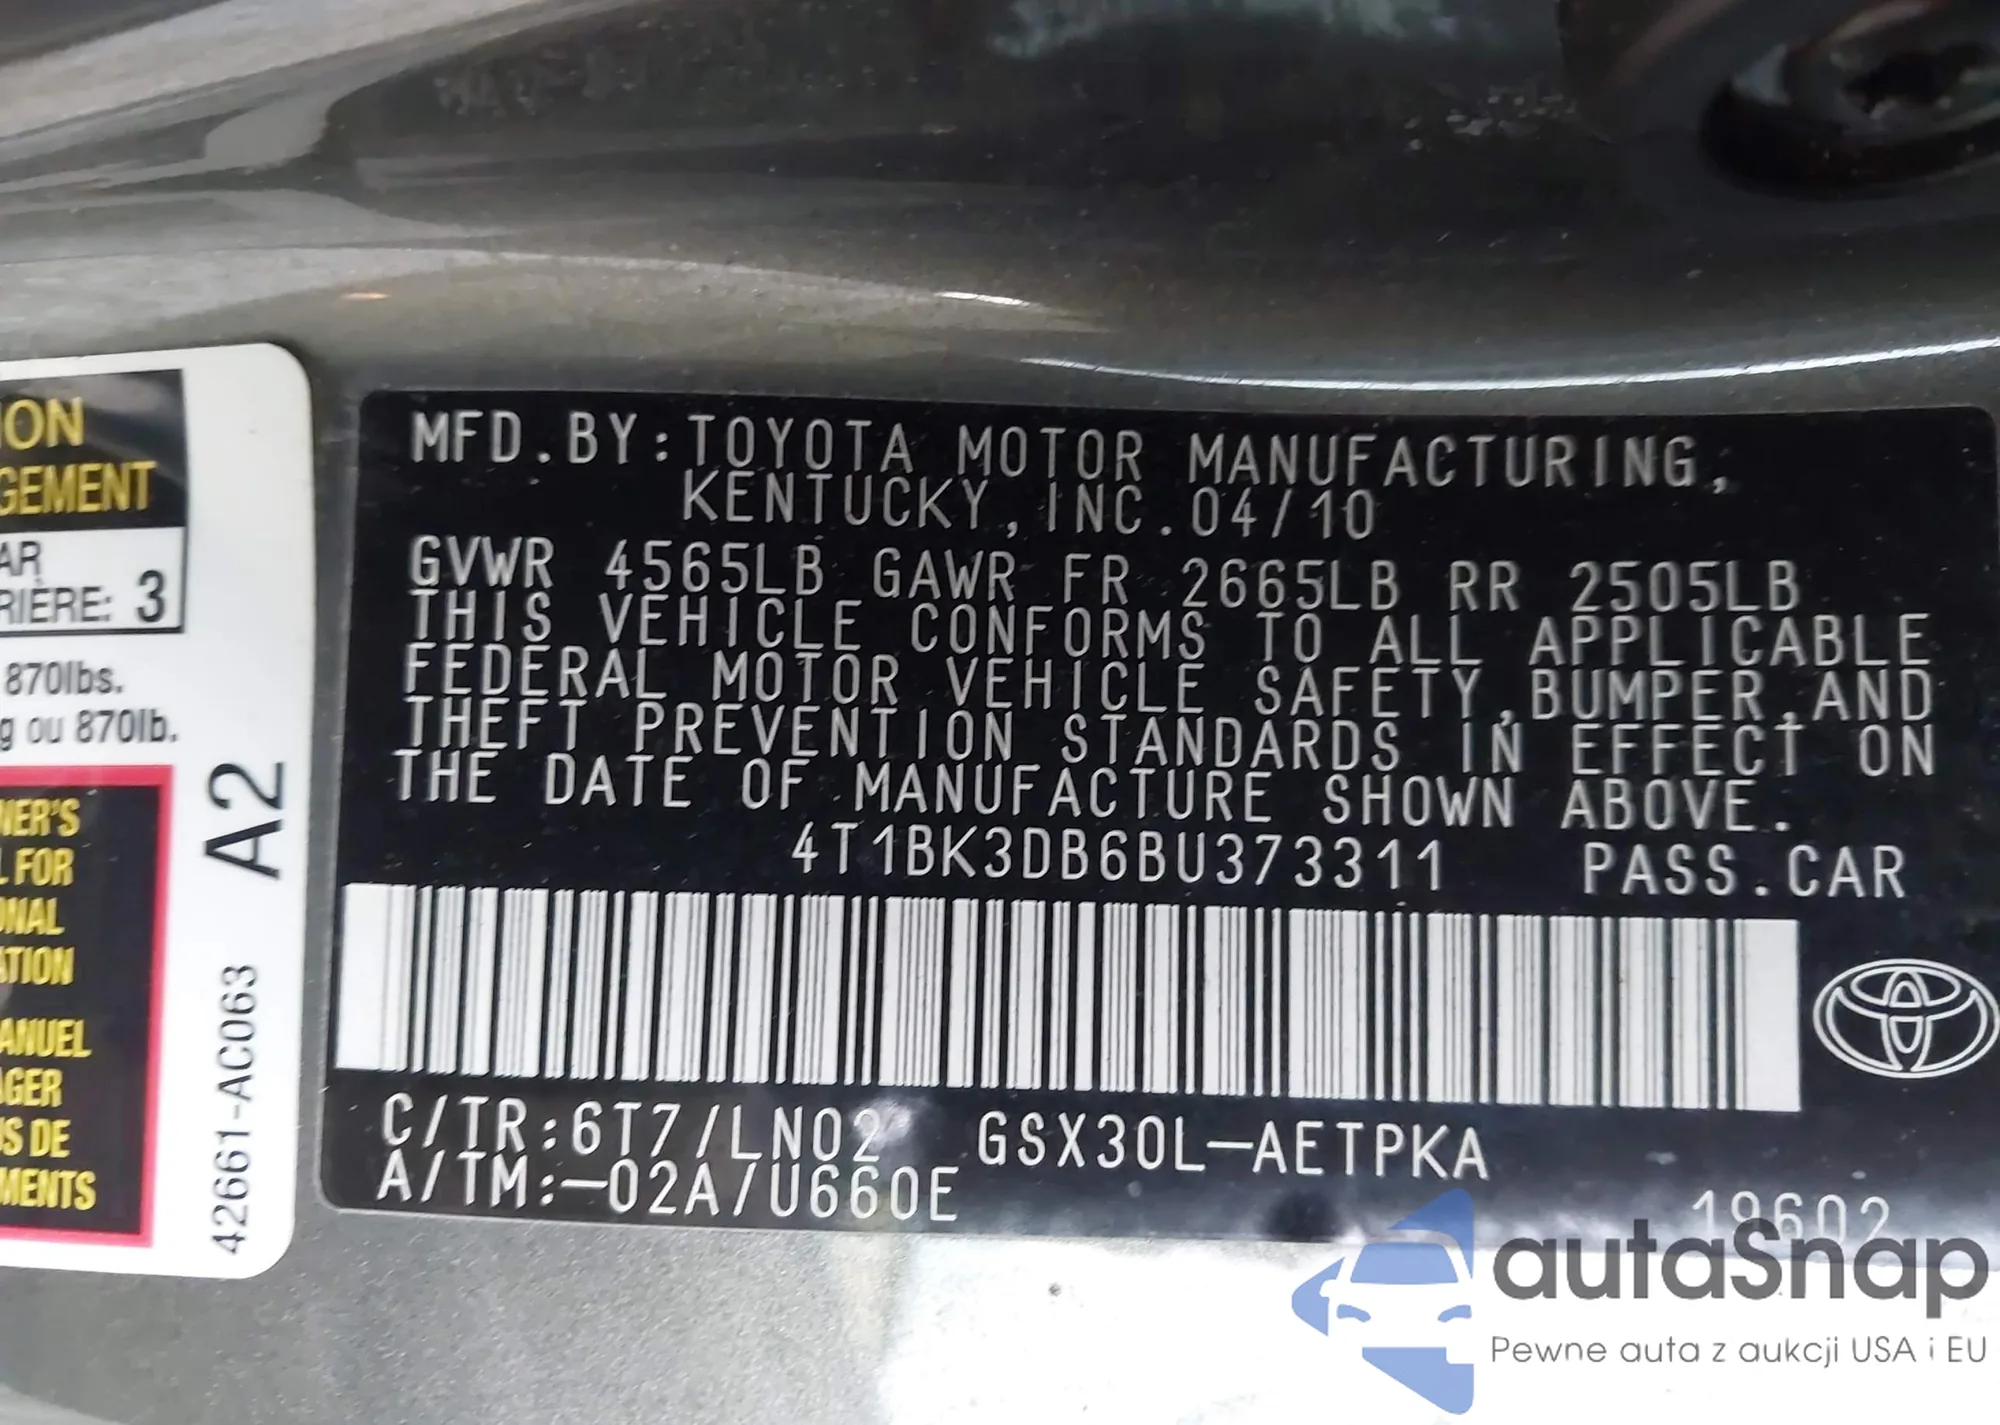 ION
GEMENT
AR
RIÈRE: 3
870lbs.
g ou 870lb.
NER'S
L FOR
ONAL
ATION
ANUEL
AGER
US DE
MENTS
A2
42661-AC063
MFD.BY:TOYOTA MOTOR MANUFACTURING,
KENTUCKY,INC.04/10
GVWR 4565LB GAWR FR 2665LB RR 2505LB
THIS VEHICLE CONFORMS TO ALL APPLICABLE
FEDERAL MOTOR VEHICLE SAFETY,BUMPER,AND
THEFT PREVENTION STANDARDS IN EFFECT ON
THE DATE OF MANUFACTURE SHOWN ABOVE.
4T1BK3DB6BU373311 PASS.CAR
C/TR:6T7/LN02 GSX30L-AETPKA
A/TM:-02A/U660E
19602
autaSnap
Pewne auta z aukcji USA i EU